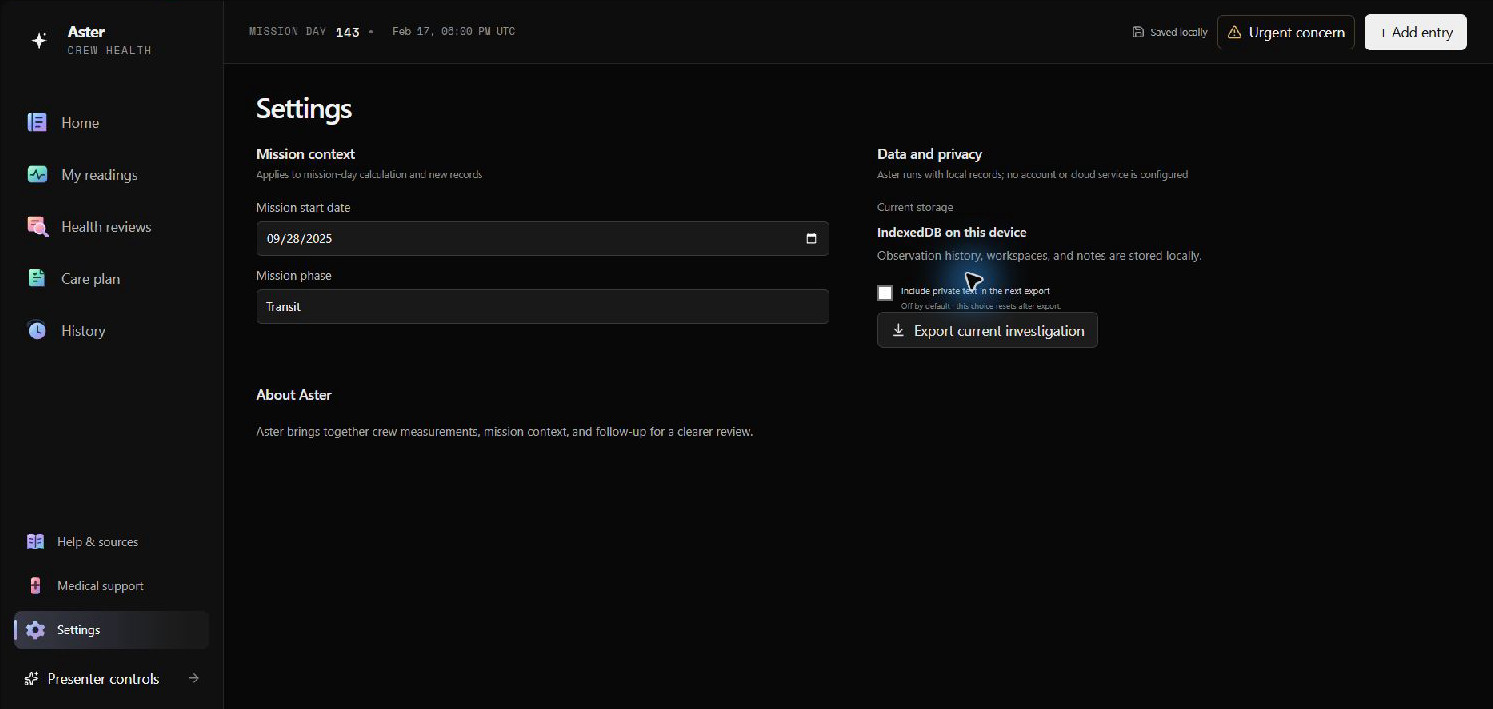 Aster
CREW HEALTH
MISSION DAY 143 • Feb 17, 06:00 PM UTC
Saved locally
Urgent concern
+ Add entry
Home
My readings
Health reviews
Care plan
History
Help & sources
Medical support
Settings
Presenter controls →
Settings
Mission context
Applies to mission-day calculation and new records
Mission start date
09/28/2025
Mission phase
Transit
About Aster
Aster brings together crew measurements, mission context, and follow-up for a clearer review.
Data and privacy
Aster runs with local records; no account or cloud service is configured
Current storage
IndexedDB on this device
Observation history, workspaces, and notes are stored locally.
Include private text in the next export
Off by default · this choice resets after export.
Export current investigation